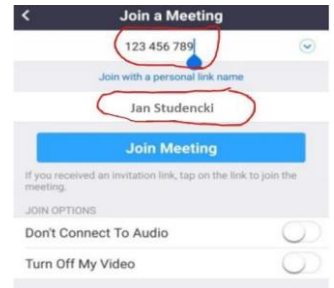 Join a Meeting
123 456 789
Join with a personal link name
Jan Studencki
Join Meeting
If you received an invitation link, tap on the link to join the
meeting.
JOIN OPTIONS
Don't Connect To Audio
Turn Off My Video